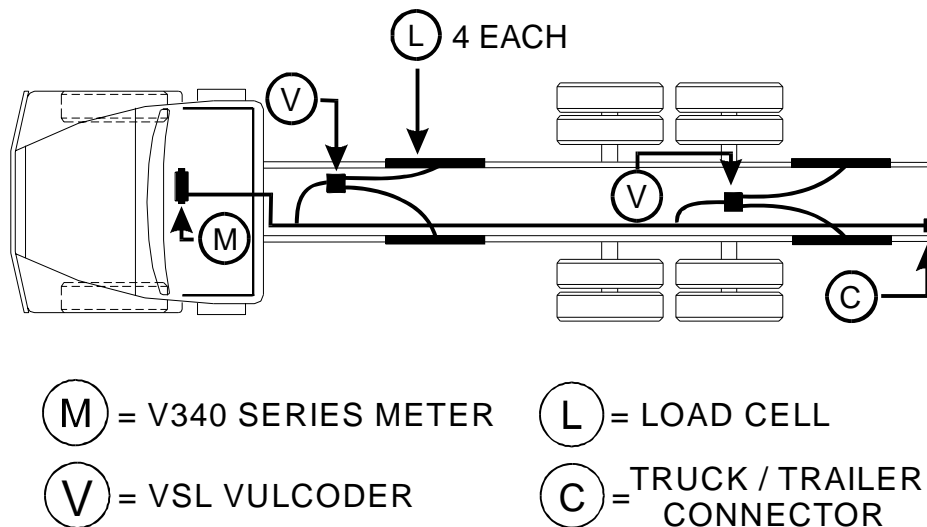 L 4 EACH
V
V
M
C
M = V340 SERIES METER
L = LOAD CELL
V = VSL VULCODER
C = TRUCK / TRAILER
CONNECTOR